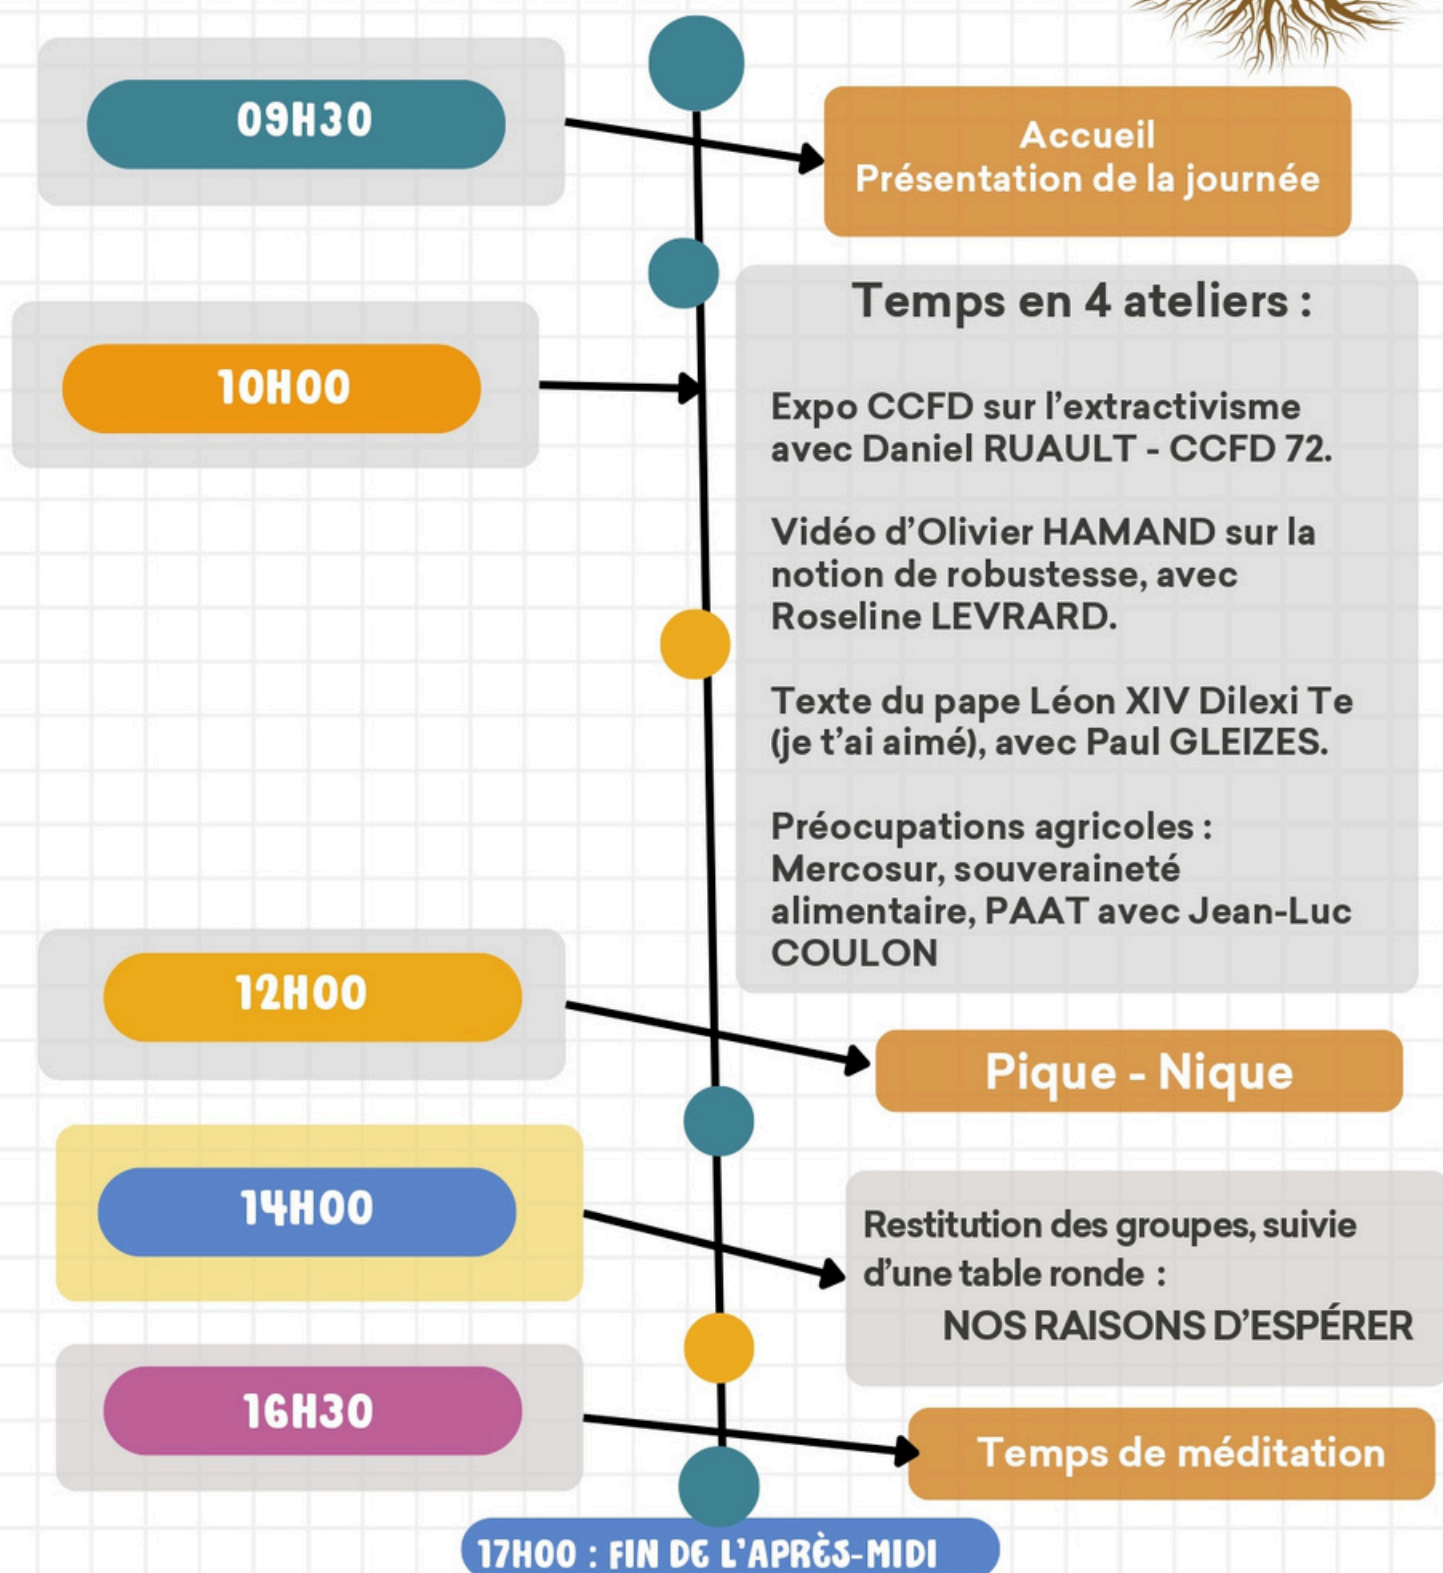 09H30
Accueil
Présentation de la journée
10H00
Temps en 4 ateliers :
Expo CCFD sur l'extractivisme
avec Daniel RUAULT - CCFD 72.
Vidéo d'Olivier HAMAND sur la
notion de robustesse, avec
Roseline LEVRARD.
Texte du pape Léon XIV Dilexi Te
(je t'ai aimé), avec Paul GLEIZES.
Préocupations agricoles :
Mercosur, souveraineté
alimentaire, PAAT avec Jean-Luc
COULON
12H00
Pique - Nique
14H00
Restitution des groupes, suivie
d'une table ronde :
NOS RAISONS D'ESPÉRER
16H30
Temps de méditation
17H00 : FIN DE L'APRÈS-MIDI